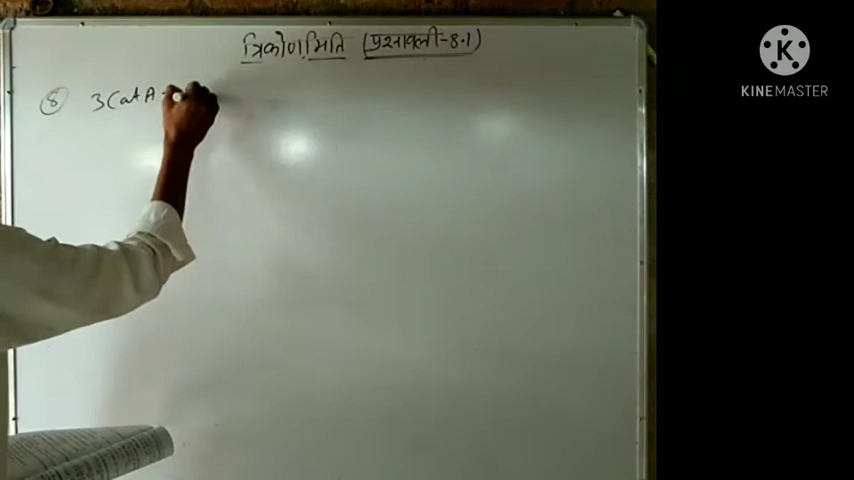 त्रिकोणमिति (प्रश्नावली-8.1)
⑧ 3 Cot A =
K
KINEMASTER